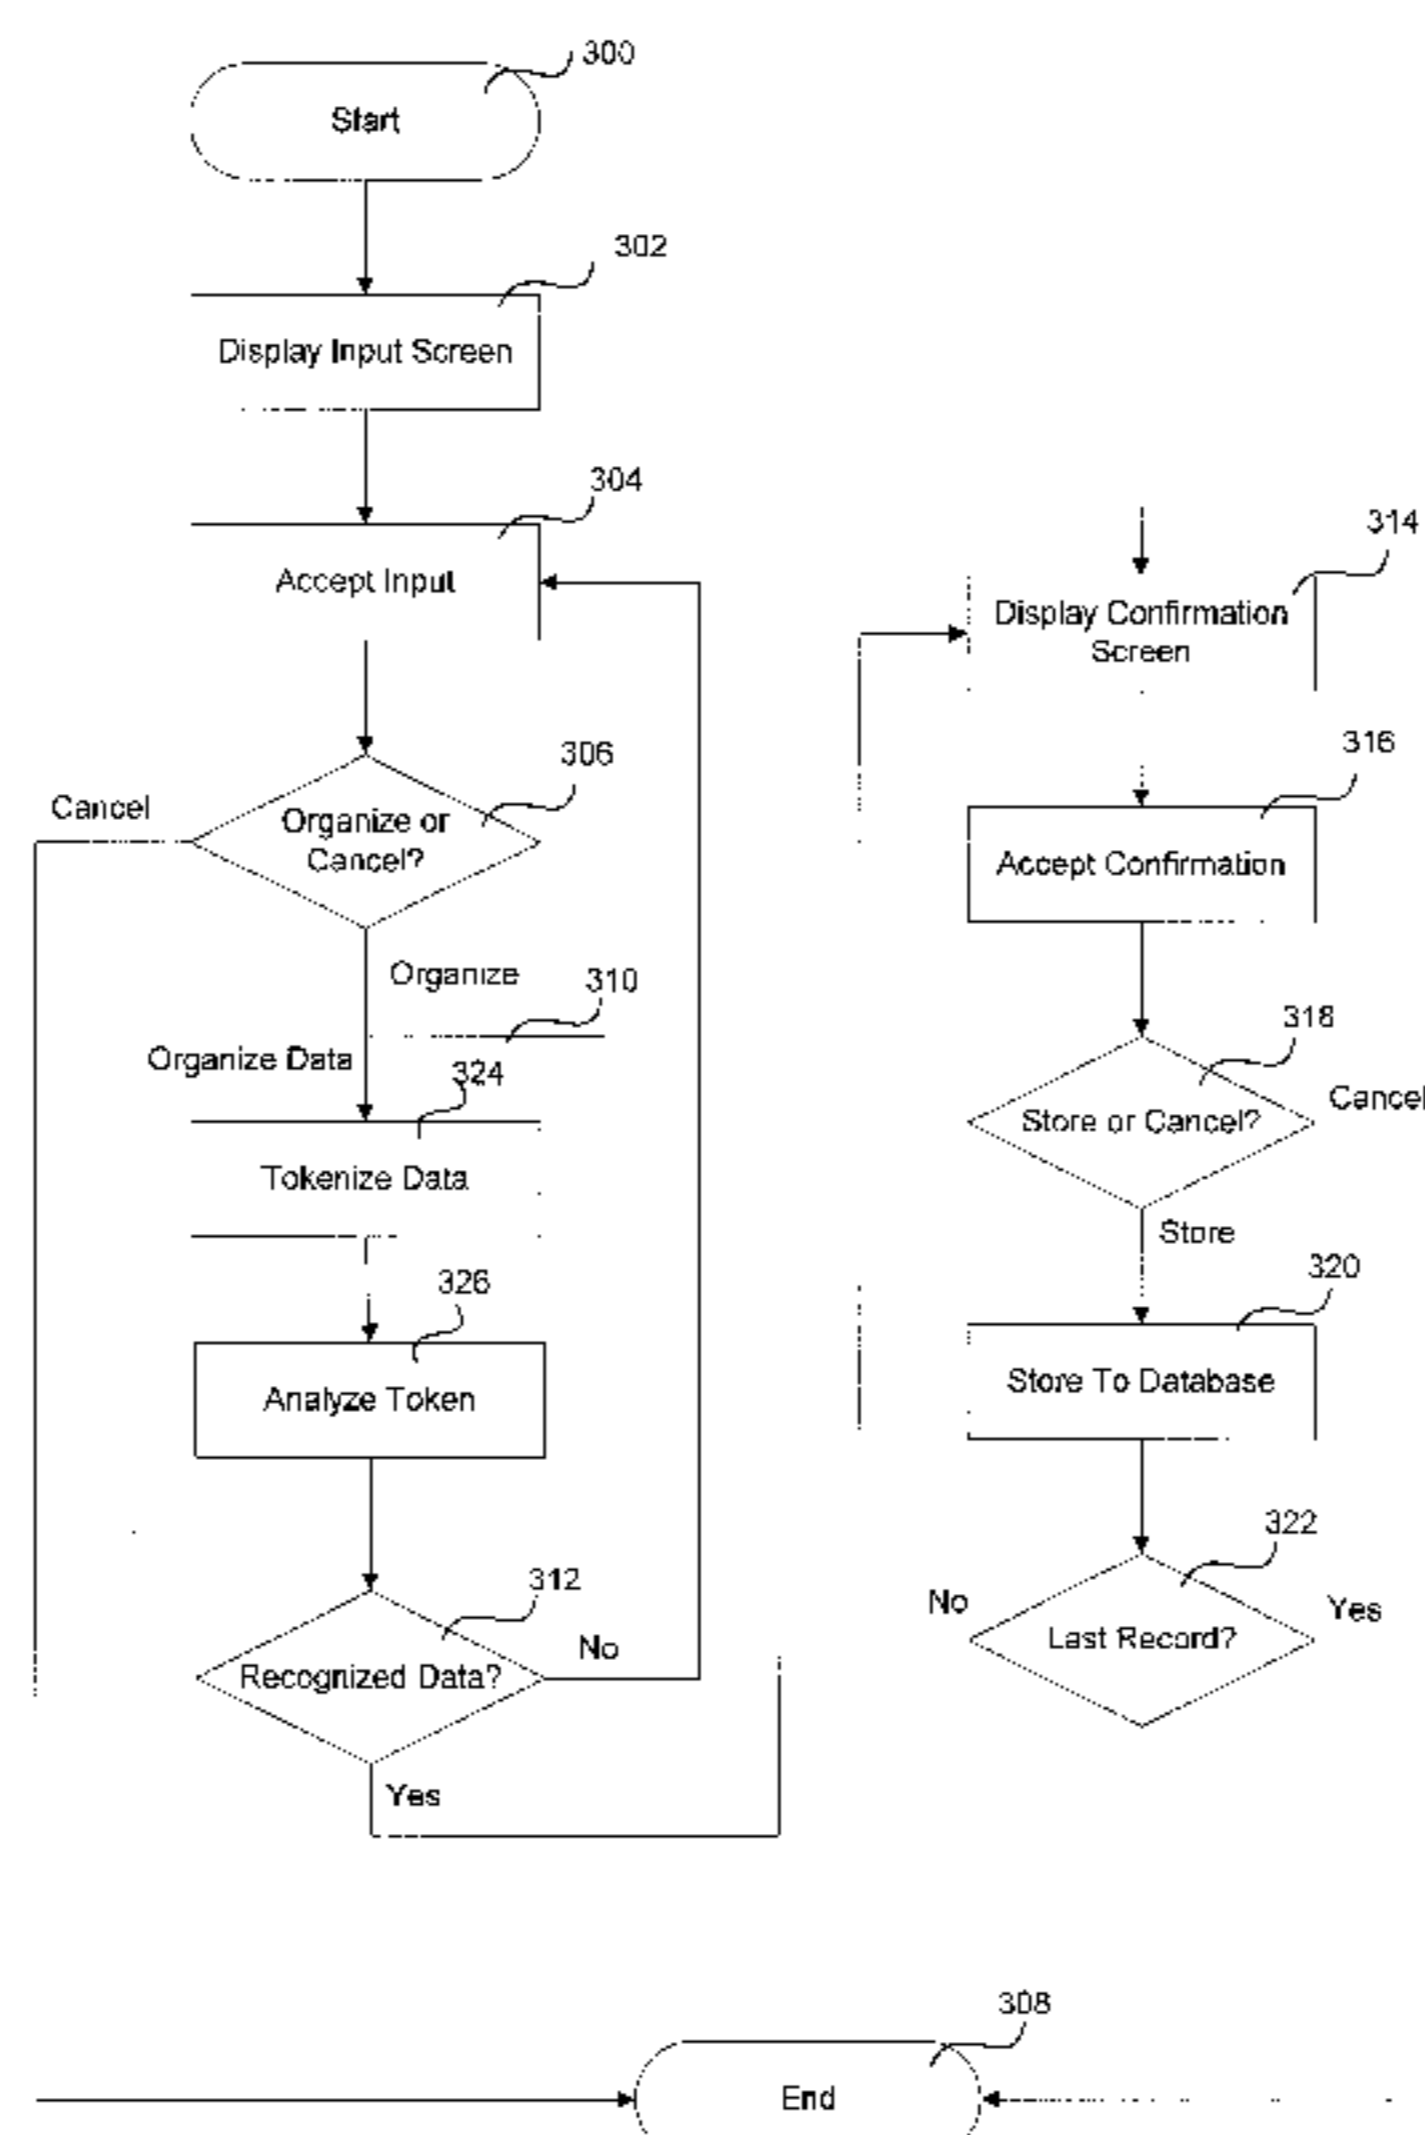 300
Start
302
Display Input Screen
304
Accept Input
306
Cancel
Organize or
Cancel?
Organize
310
Organize Data
324
Tokenize Data
326
Analyze Token
312
Recognized Data?
No
Yes
314
Display Confirmation
Screen
316
Accept Confirmation
318
Store or Cancel?
Cancel
Store
320
Store To Database
322
No
Last Record?
Yes
308
End